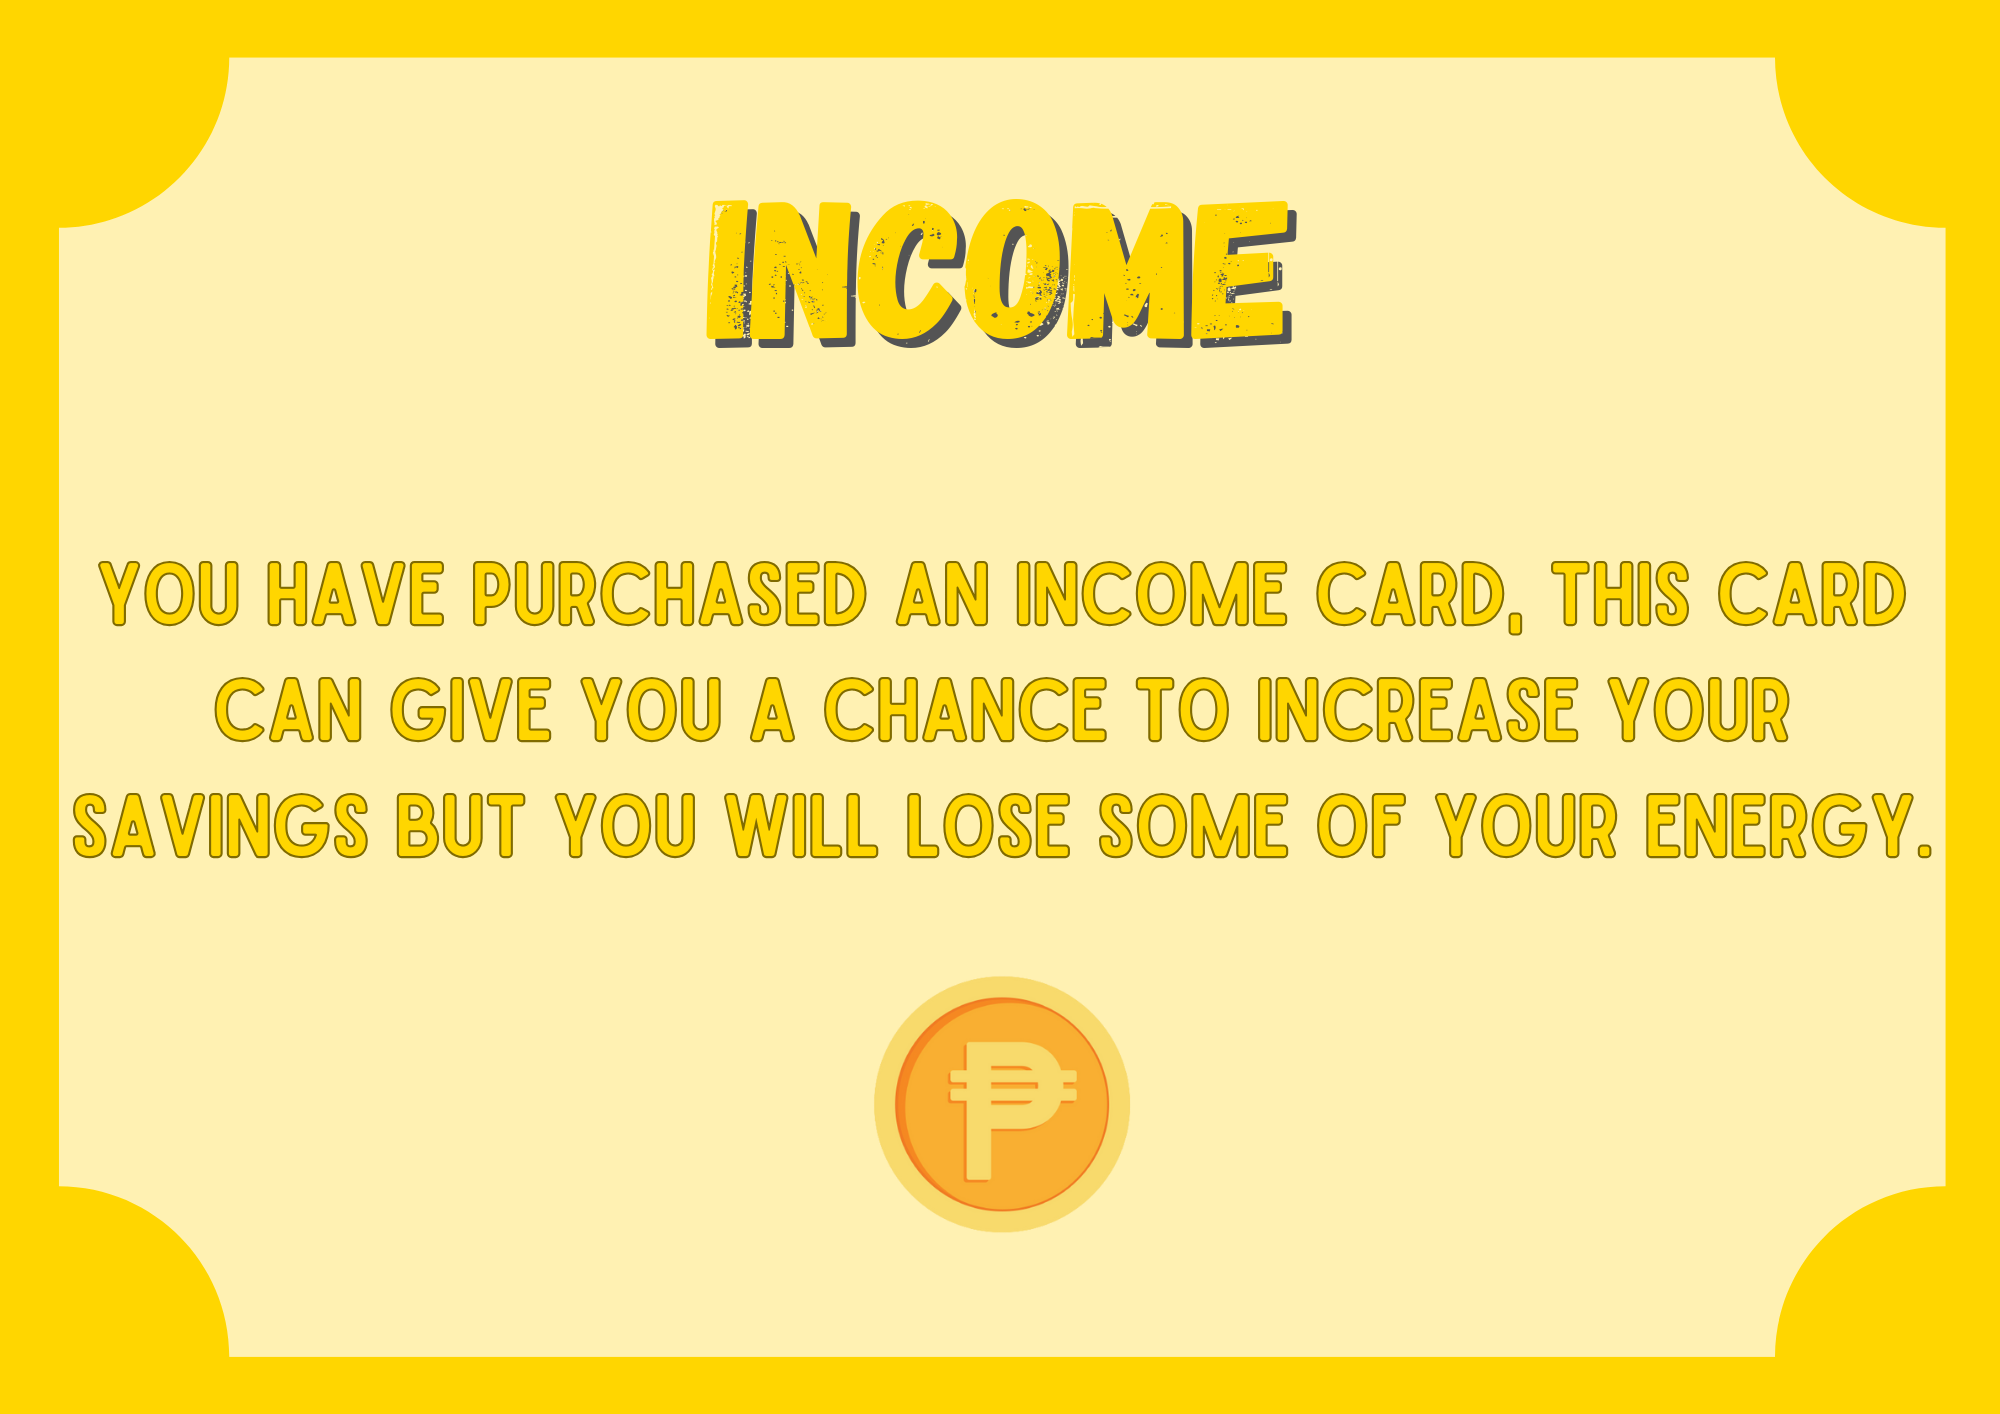 INCOME
YOU HAVE PURCHASED AN INCOME CARD, THIS CARD
CAN GIVE YOU A CHANCE TO INCREASE YOUR
SAVINGS BUT YOU WILL LOSE SOME OF YOUR ENERGY.
₱